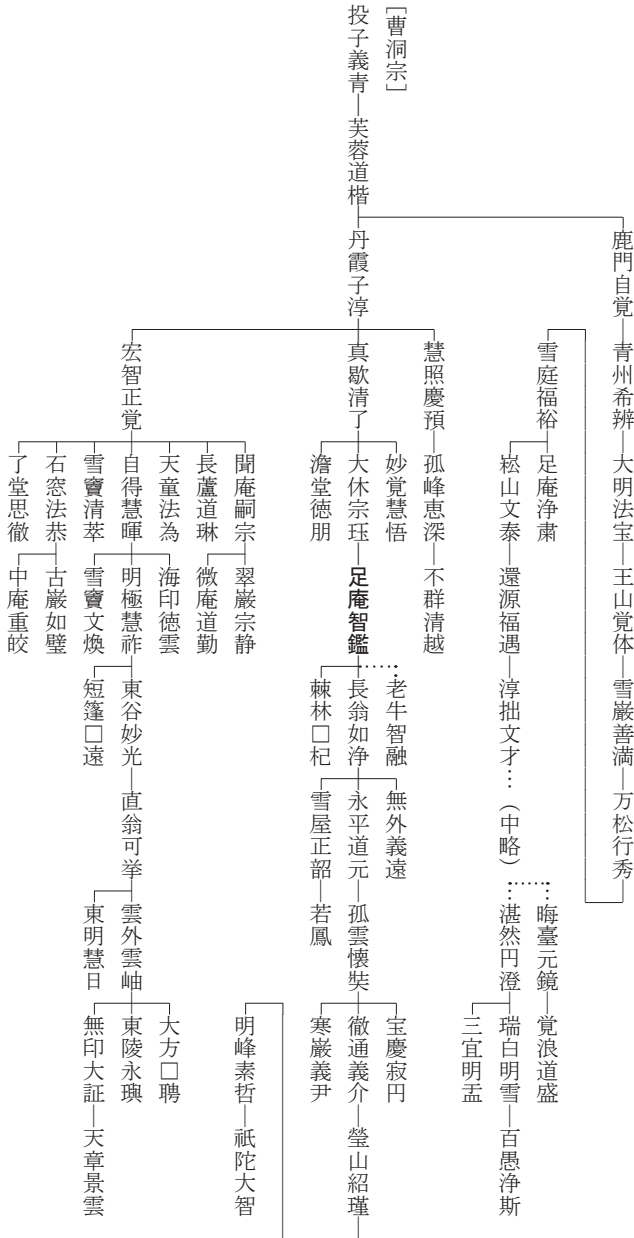 鹿門自覚―青州希辨―大明法宝―王山覚体―雪巌善満―万松行秀
雪庭福裕 足庵浄肅 晦臺元鏡―覚浪道盛
崧山文泰―還源福遇―淳拙文才…（中略） 湛然円澄 瑞白明雪―百愚浄斯
三宜明盂
慧照慶預―孤峰恵深―不群清越
［曹洞宗］ 妙覚慧悟 老牛智融 無外義遠 宝慶寂円
投子義青―芙蓉道楷 丹霞子淳 真歇清了 大休宗珏―足庵智鑑 長翁如浄 永平道元―孤雲懐奘 徹通義介―瑩山紹瑾
澹堂徳朋 棘林□杞 雪屋正韶―若鳳 寒巌義尹
聞庵嗣宗 翠巌宗静 明峰素哲―祇陀大智
長蘆道琳 微庵道勤
天童法為 海印徳雲 大方□聘
宏智正覚 自得慧暉 明極慧祚 東谷妙光―直翁可挙 雲外雲岫 東陵永璵
雪竇清萃 雪竇文煥 短篷□遠 東明慧日 無印大証―天章景雲
石窓法恭 古巌如璧
了堂思徹 中庵重皎